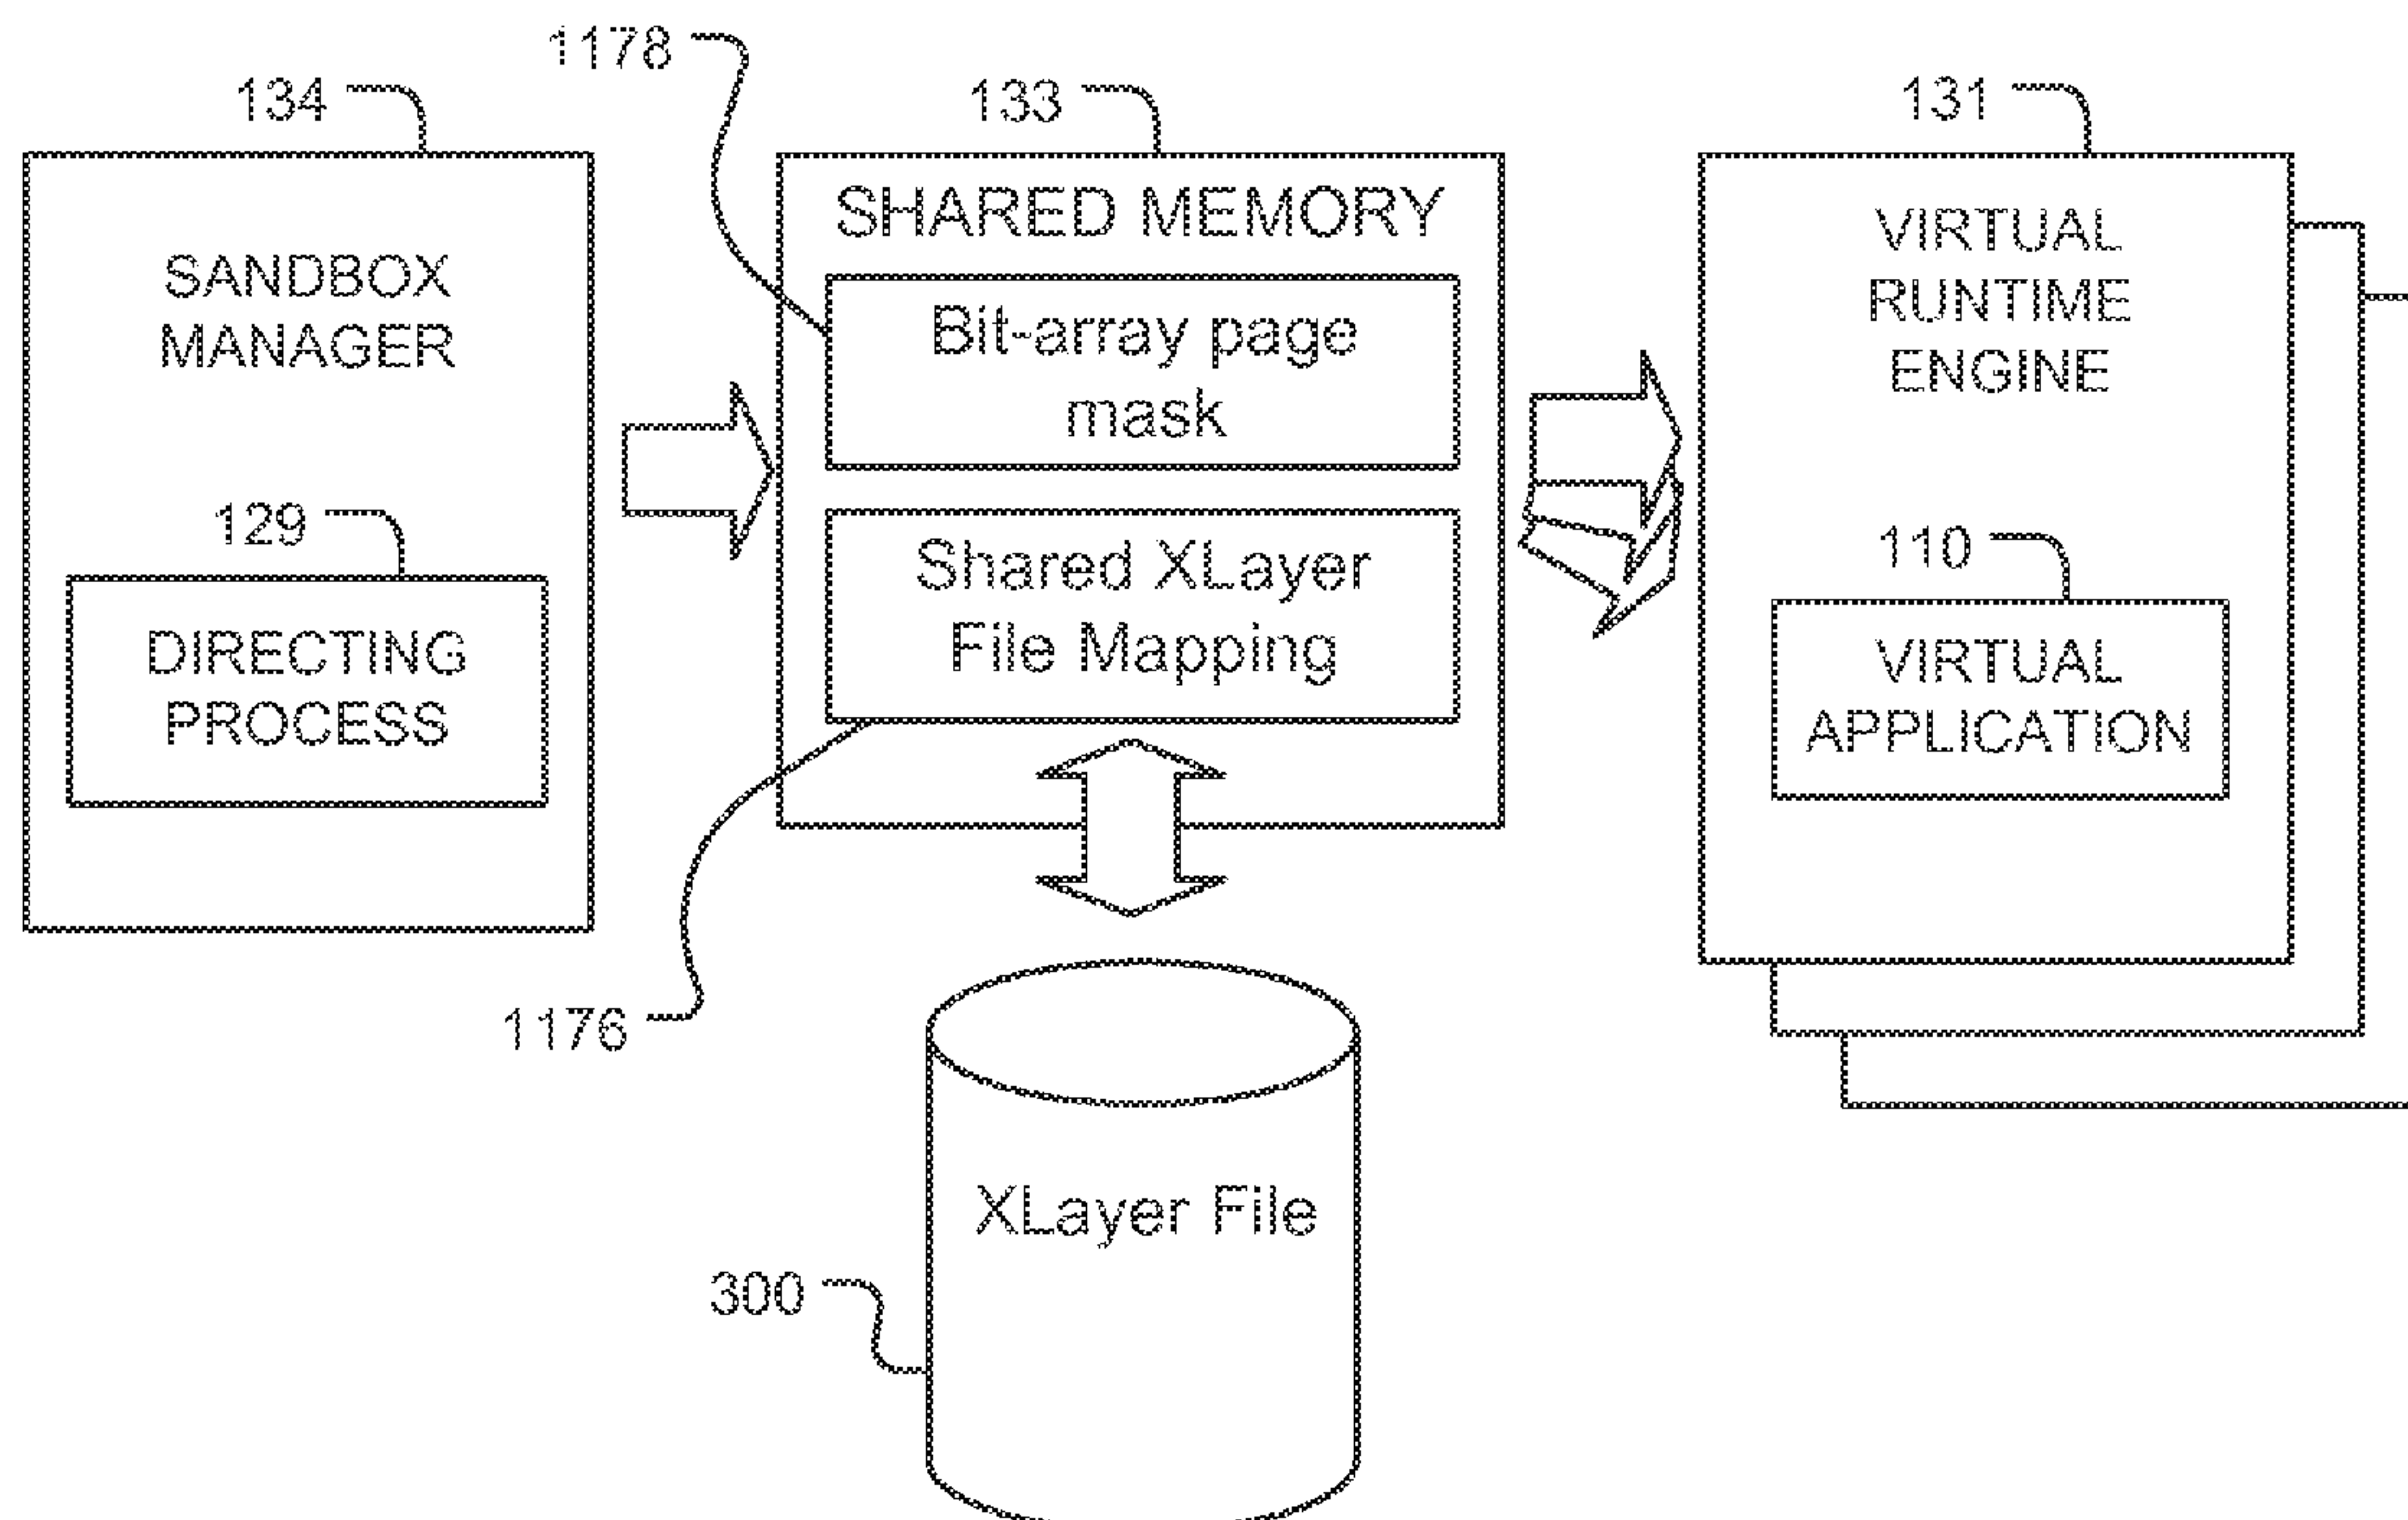 1178
134
133
131
SANDBOX
MANAGER
129
DIRECTING
PROCESS
SHARED MEMORY
Bit-array page
mask
Shared XLayer
File Mapping
1176
VIRTUAL
RUNTIME
ENGINE
110
VIRTUAL
APPLICATION
XLayer File
300